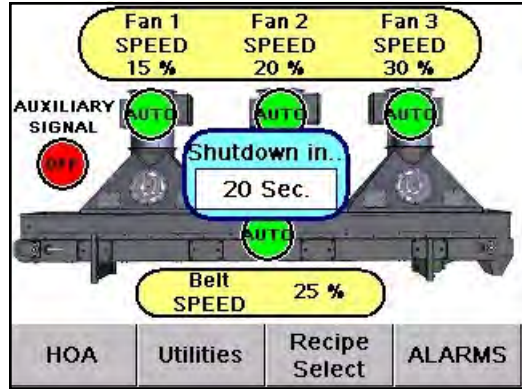 Fan 1
SPEED
15 %
Fan 2
SPEED
20 %
Fan 3
SPEED
30 %
AUXILIARY
SIGNAL
OFF
AUTO
AUTO
AUTO
Shutdown in..
20 Sec.
AUTO
Belt
SPEED
25 %
HOA
Utilities
Recipe
Select
ALARMS